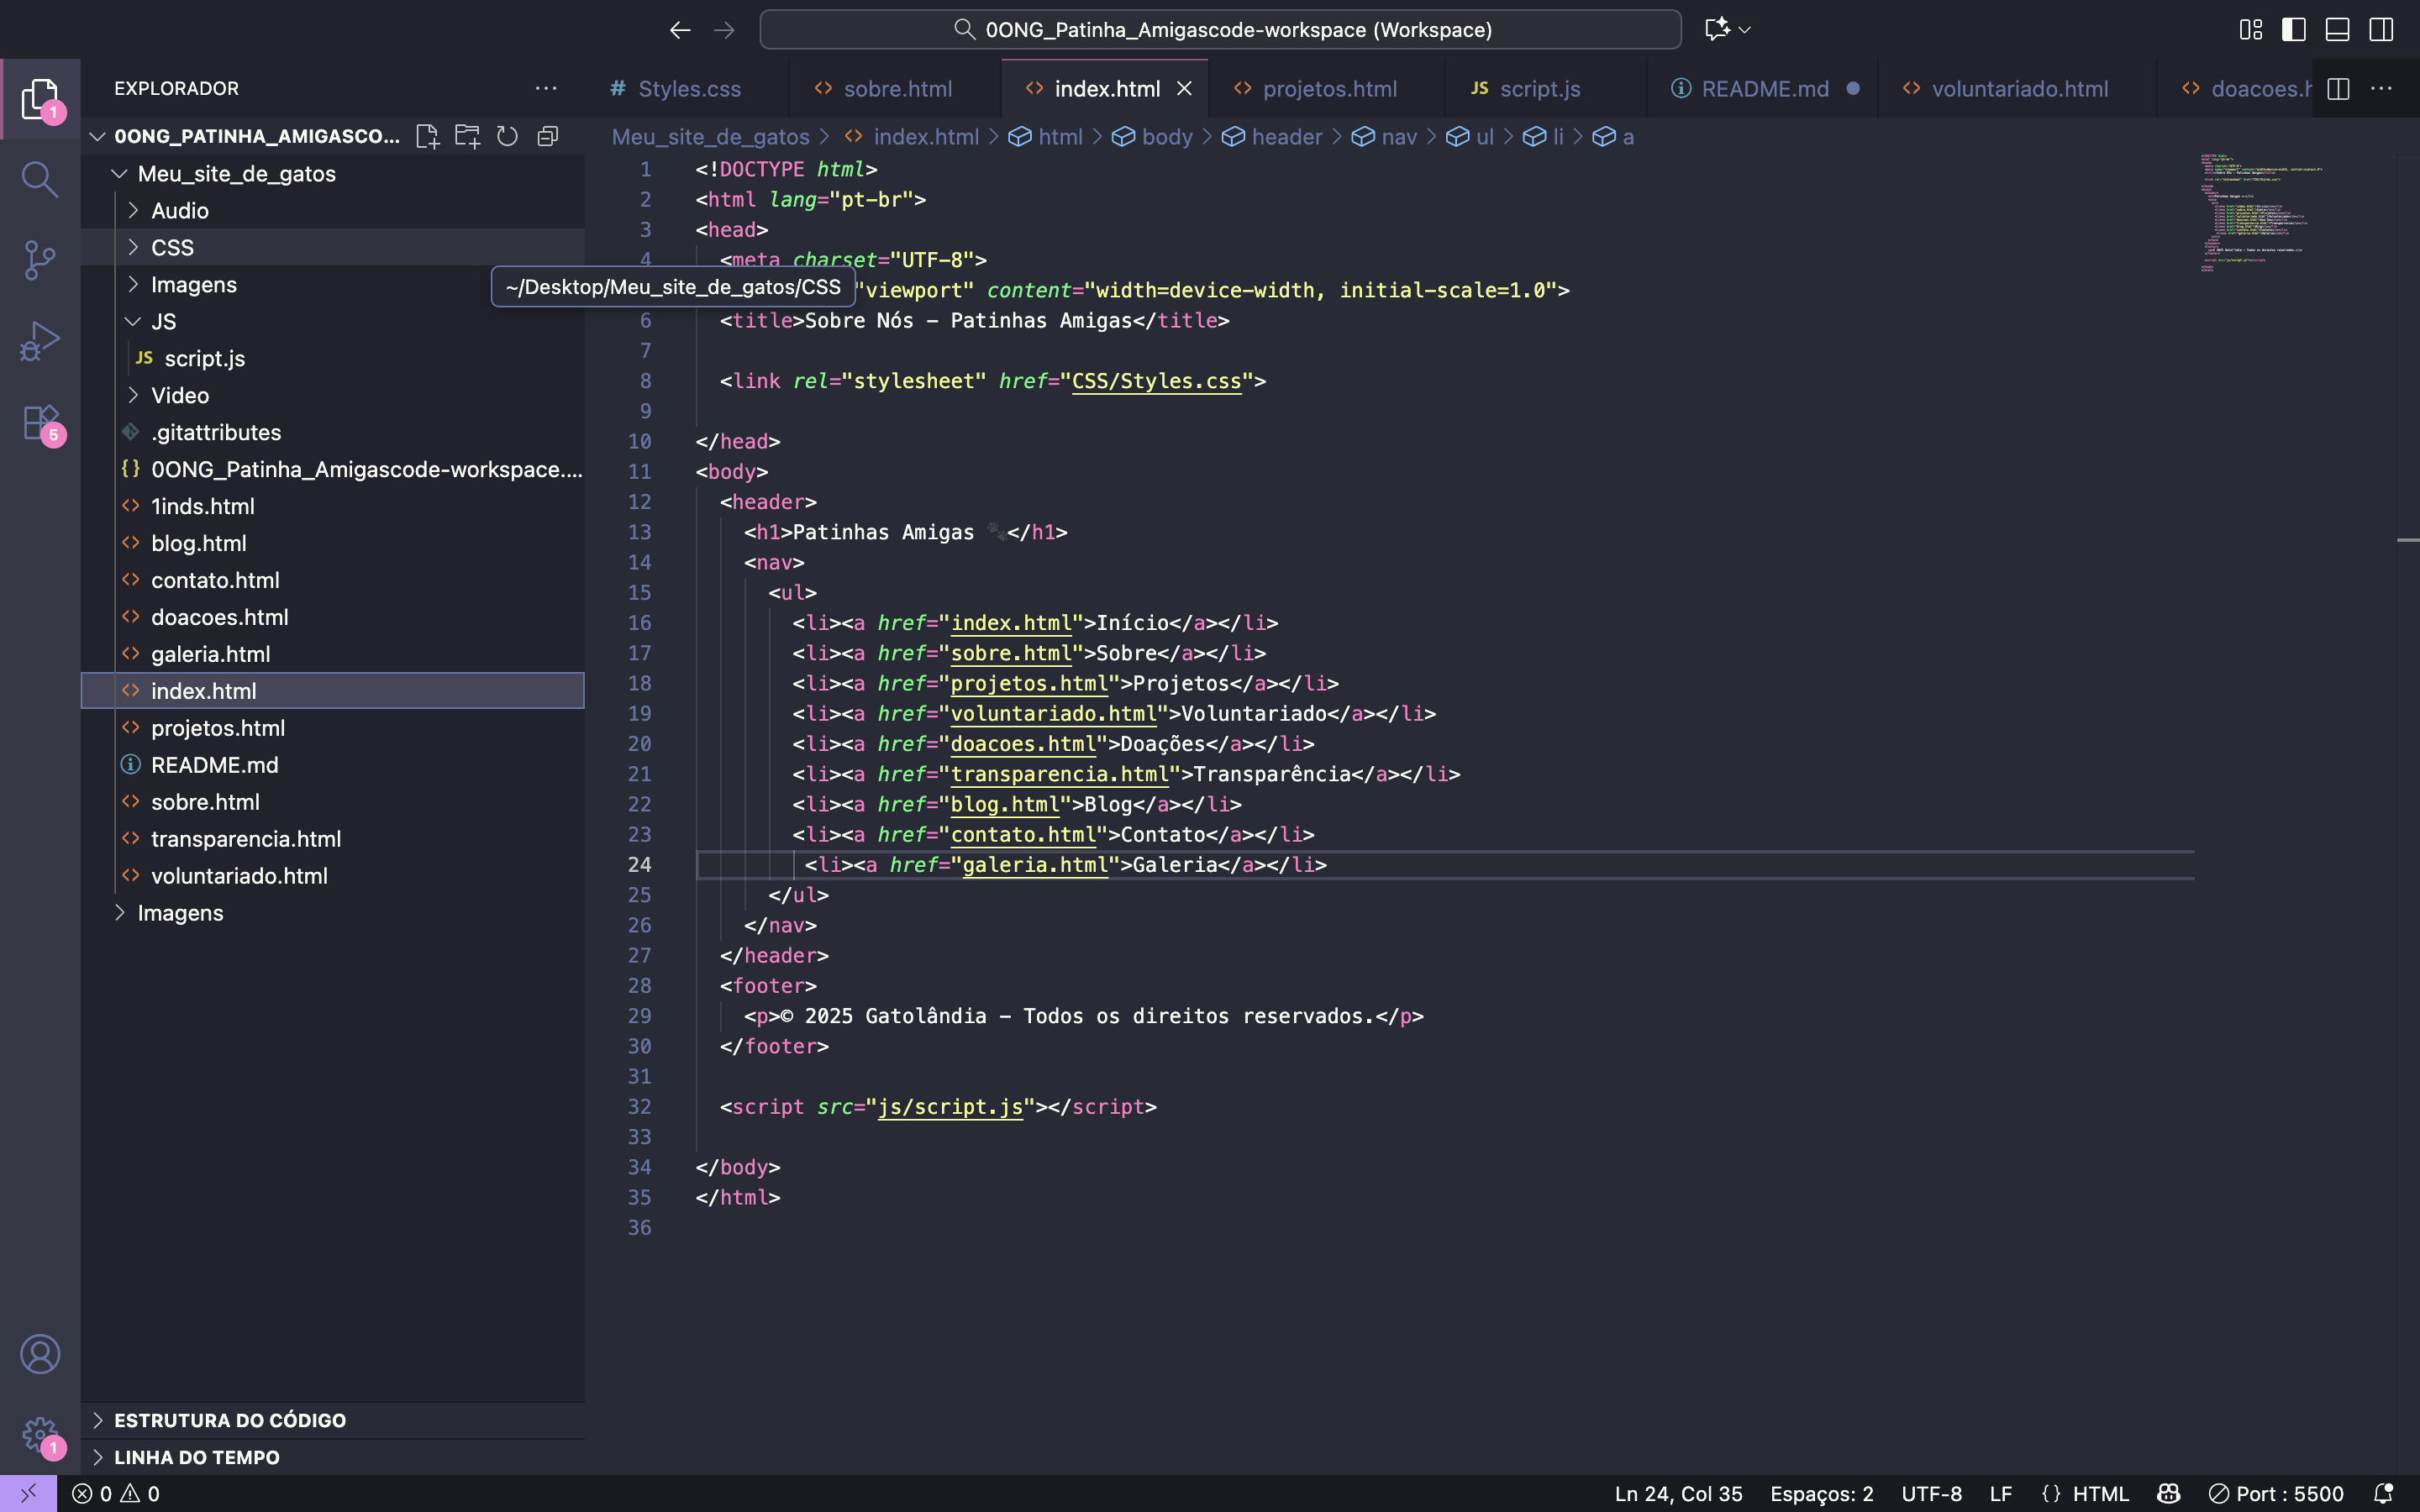 0ONG_Patinha_Amigascode-workspace (Workspace)
EXPLORADOR
0ONG_PATINHA_AMIGASCO...
Meu_site_de_gatos
Audio
CSS
Imagens
JS
JS script.js
Video
.gitattributes
{} 0ONG_Patinha_Amigascode-workspace....
<> 1inds.html
<> blog.html
<> contato.html
<> doacoes.html
<> galeria.html
<> index.html
<> projetos.html
README.md
<> sobre.html
<> transparencia.html
<> voluntariado.html
Imagens
ESTRUTURA DO CÓDIGO
LINHA DO TEMPO
1
5
1
# Styles.css <> sobre.html <> index.html <> projetos.html JS script.js README.md <> voluntariado.html <> doacoes.h
Meu_site_de_gatos > <> index.html > html > body > header > nav > ul > li > a
~/Desktop/Meu_site_de_gatos/CSS
1 <!DOCTYPE html>
2 <html lang="pt-br">
3 <head>
4 <meta charset="UTF-8">
"viewport" content="width=device-width, initial-scale=1.0">
6 <title>Sobre Nós – Patinhas Amigas</title>
7
8 <link rel="stylesheet" href="CSS/Styles.css">
9
10 </head>
11 <body>
12 <header>
13 <h1>Patinhas Amigas 🐾</h1>
14 <nav>
15 <ul>
16 <li><a href="index.html">Início</a></li>
17 <li><a href="sobre.html">Sobre</a></li>
18 <li><a href="projetos.html">Projetos</a></li>
19 <li><a href="voluntariado.html">Voluntariado</a></li>
20 <li><a href="doacoes.html">Doações</a></li>
21 <li><a href="transparencia.html">Transparência</a></li>
22 <li><a href="blog.html">Blog</a></li>
23 <li><a href="contato.html">Contato</a></li>
24 <li><a href="galeria.html">Galeria</a></li>
25 </ul>
26 </nav>
27 </header>
28 <footer>
29 <p>© 2025 Gatolândia – Todos os direitos reservados.</p>
30 </footer>
31
32 <script src="js/script.js"></script>
33
34 </body>
35 </html>
36
0 0
Ln 24, Col 35 Espaços: 2 UTF-8 LF {} HTML Port : 5500